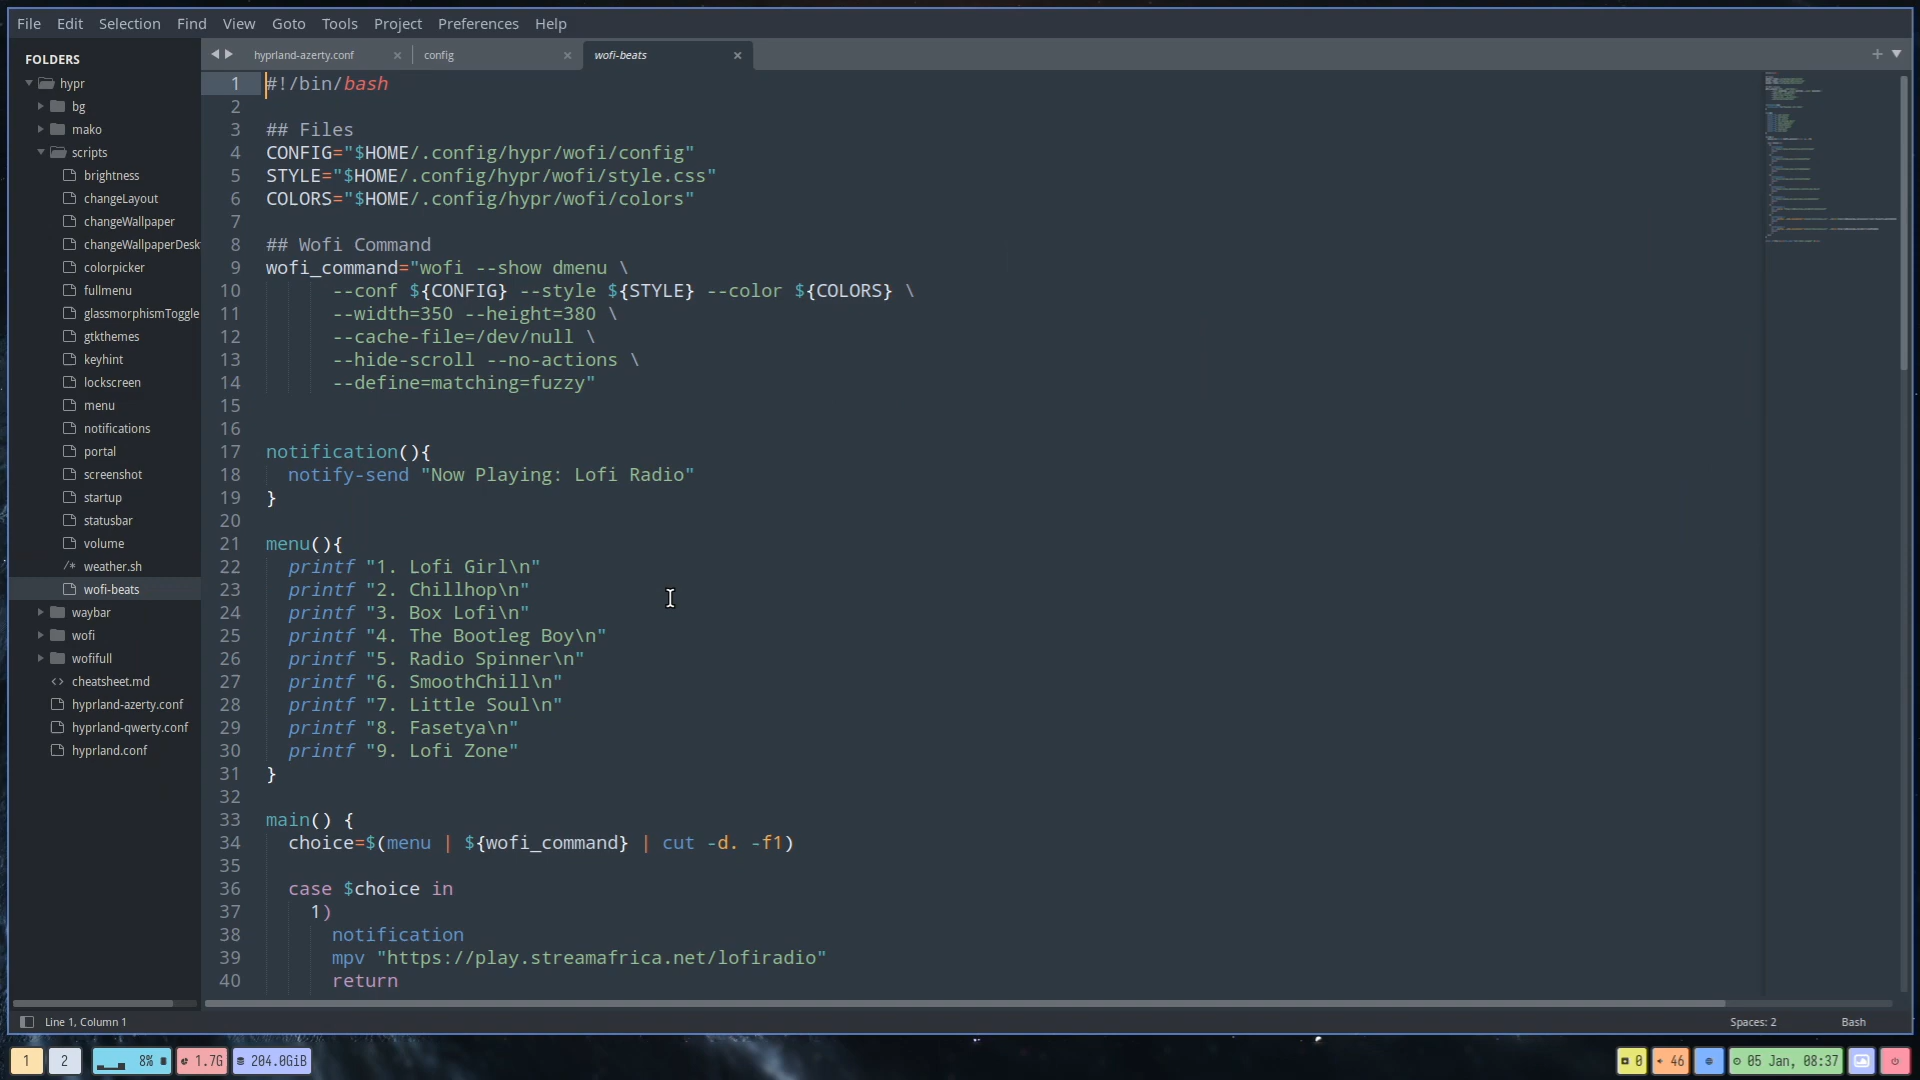 File Edit Selection Find View Goto Tools Project Preferences Help
FOLDERS
hypr
bg
mako
scripts
brightness
changeLayout
changeWallpaper
changeWallpaperDesk
colorpicker
fullmenu
glassmorphismToggle
gtkthemes
keyhint
lockscreen
menu
notifications
portal
screenshot
startup
statusbar
volume
/* weather.sh
wofi-beats
waybar
wofi
wofifull
<> cheatsheet.md
hyprland-azerty.conf
hyprland-qwerty.conf
hyprland.conf
hyprland-azerty.conf × config × wofi-beats ×
1 #!/bin/bash
2
3 ## Files
4 CONFIG="$HOME/.config/hypr/wofi/config"
5 STYLE="$HOME/.config/hypr/wofi/style.css"
6 COLORS="$HOME/.config/hypr/wofi/colors"
7
8 ## Wofi Command
9 wofi_command="wofi --show dmenu \
10 --conf ${CONFIG} --style ${STYLE} --color ${COLORS} \
11 --width=350 --height=380 \
12 --cache-file=/dev/null \
13 --hide-scroll --no-actions \
14 --define=matching=fuzzy"
15
16
17 notification(){
18 notify-send "Now Playing: Lofi Radio"
19 }
20
21 menu(){
22 printf "1. Lofi Girl\n"
23 printf "2. Chillhop\n"
24 printf "3. Box Lofi\n"
25 printf "4. The Bootleg Boy\n"
26 printf "5. Radio Spinner\n"
27 printf "6. SmoothChill\n"
28 printf "7. Little Soul\n"
29 printf "8. Fasetya\n"
30 printf "9. Lofi Zone"
31 }
32
33 main() {
34 choice=$(menu | ${wofi_command} | cut -d. -f1)
35
36 case $choice in
37 1)
38 notification
39 mpv "https://play.streamafrica.net/lofiradio"
40 return
Line 1, Column 1 Spaces: 2 Bash
1 2 8% 1.7G 204.0GiB 0 46 05 Jan, 08:37